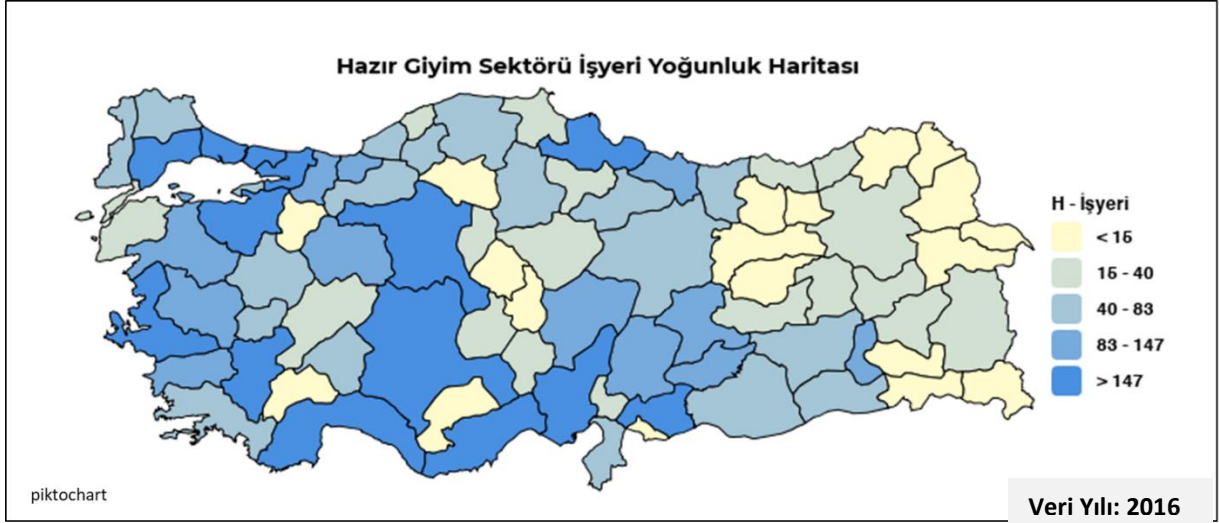 Hazır Giyim Sektörü İşyeri Yoğunluk Haritası
H - İşyeri
< 15
15 - 40
40 - 83
83 - 147
> 147
piktochart
Veri Yılı: 2016